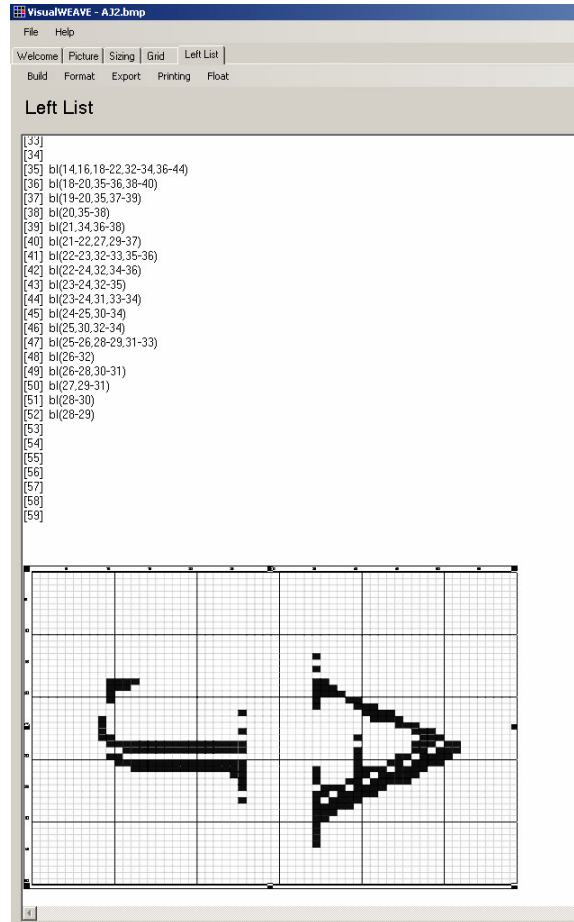 VisualWEAVE - AJ2.bmp
File Help
Welcome Picture Sizing Grid Left List
Build Format Export Printing Float
Left List
[33]
[34]
[35] bl(14,16,18-22,32-34,36-44)
[36] bl(18-20,35-36,38-40)
[37] bl(19-20,35,37-39)
[38] bl(20,35-38)
[39] bl(21,34,36-38)
[40] bl(21-22,27,29-37)
[41] bl(22-23,32-33,35-36)
[42] bl(22-24,32,34-36)
[43] bl(23-24,32-35)
[44] bl(23-24,31,33-34)
[45] bl(24-25,30-34)
[46] bl(25,30,32-34)
[47] bl(25-26,28-29,31-33)
[48] bl(26-32)
[49] bl(26-28,30-31)
[50] bl(27,29-31)
[51] bl(28-30)
[52] bl(28-29)
[53]
[54]
[55]
[56]
[57]
[58]
[59]